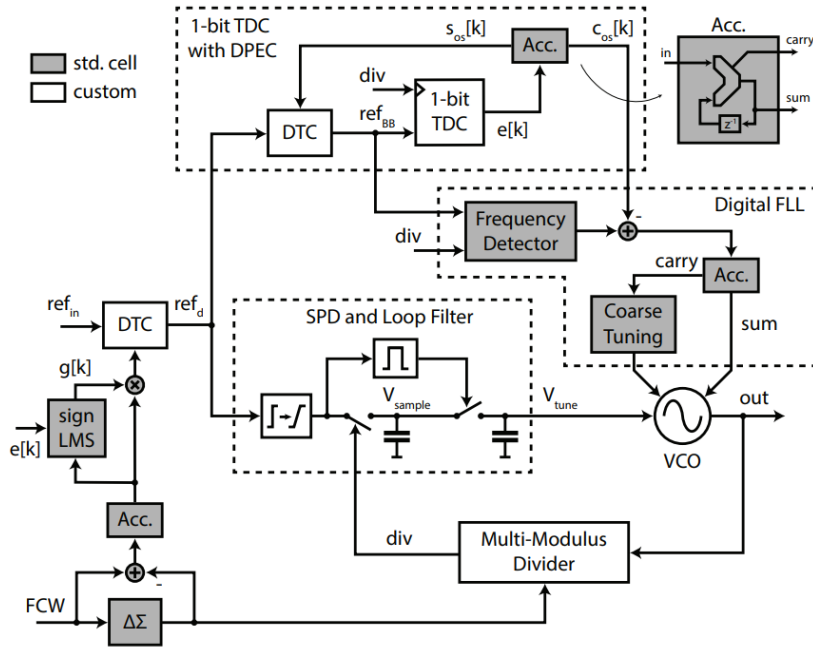 std. cell
custom
1-bit TDC
with DPEC
s_os[k]
Acc.
c_os[k]
Acc.
in
carry
sum
z⁻¹
div
1-bit
TDC
ref_BB
DTC
e[k]
Digital FLL
Frequency
Detector
div
-
carry
Acc.
Coarse
Tuning
sum
ref_in
DTC
ref_d
SPD and Loop Filter
g[k]
sign
LMS
e[k]
V_sample
V_tune
out
VCO
Acc.
div
Multi-Modulus
Divider
-
FCW
ΔΣ